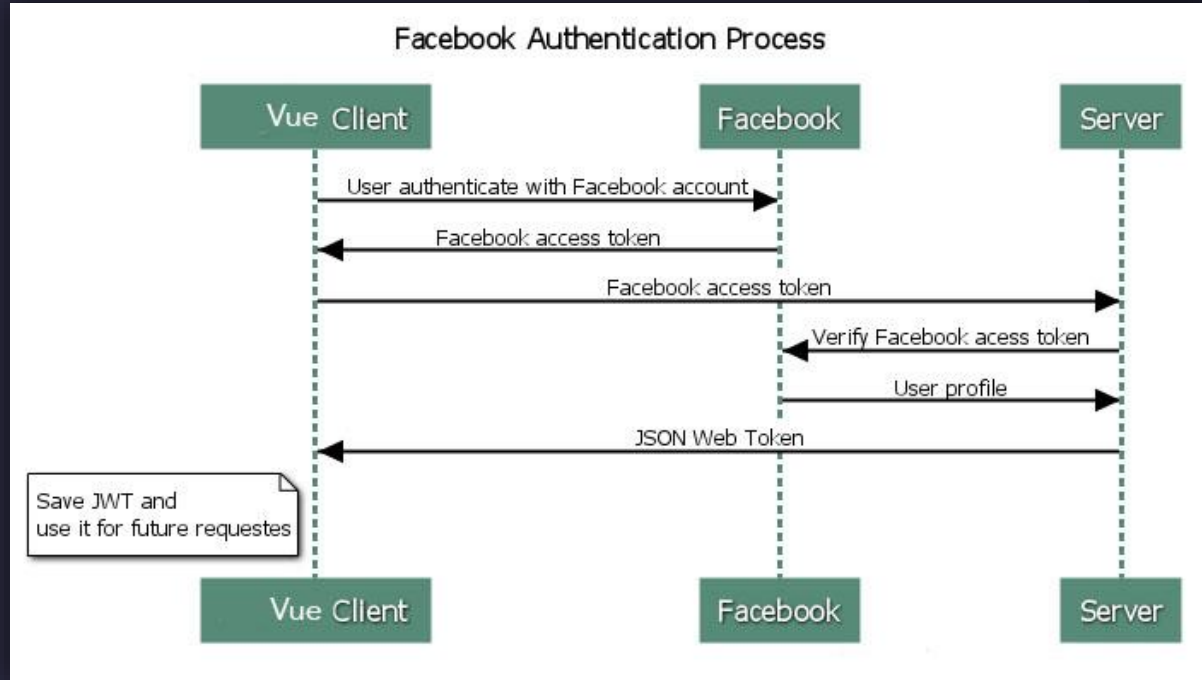 Facebook Authentication Process
Vue Client
Facebook
Server
User authenticate with Facebook account
Facebook access token
Facebook access token
Verify Facebook acess token
User profile
JSON Web Token
Save JWT and
use it for future requestes
Vue Client
Facebook
Server